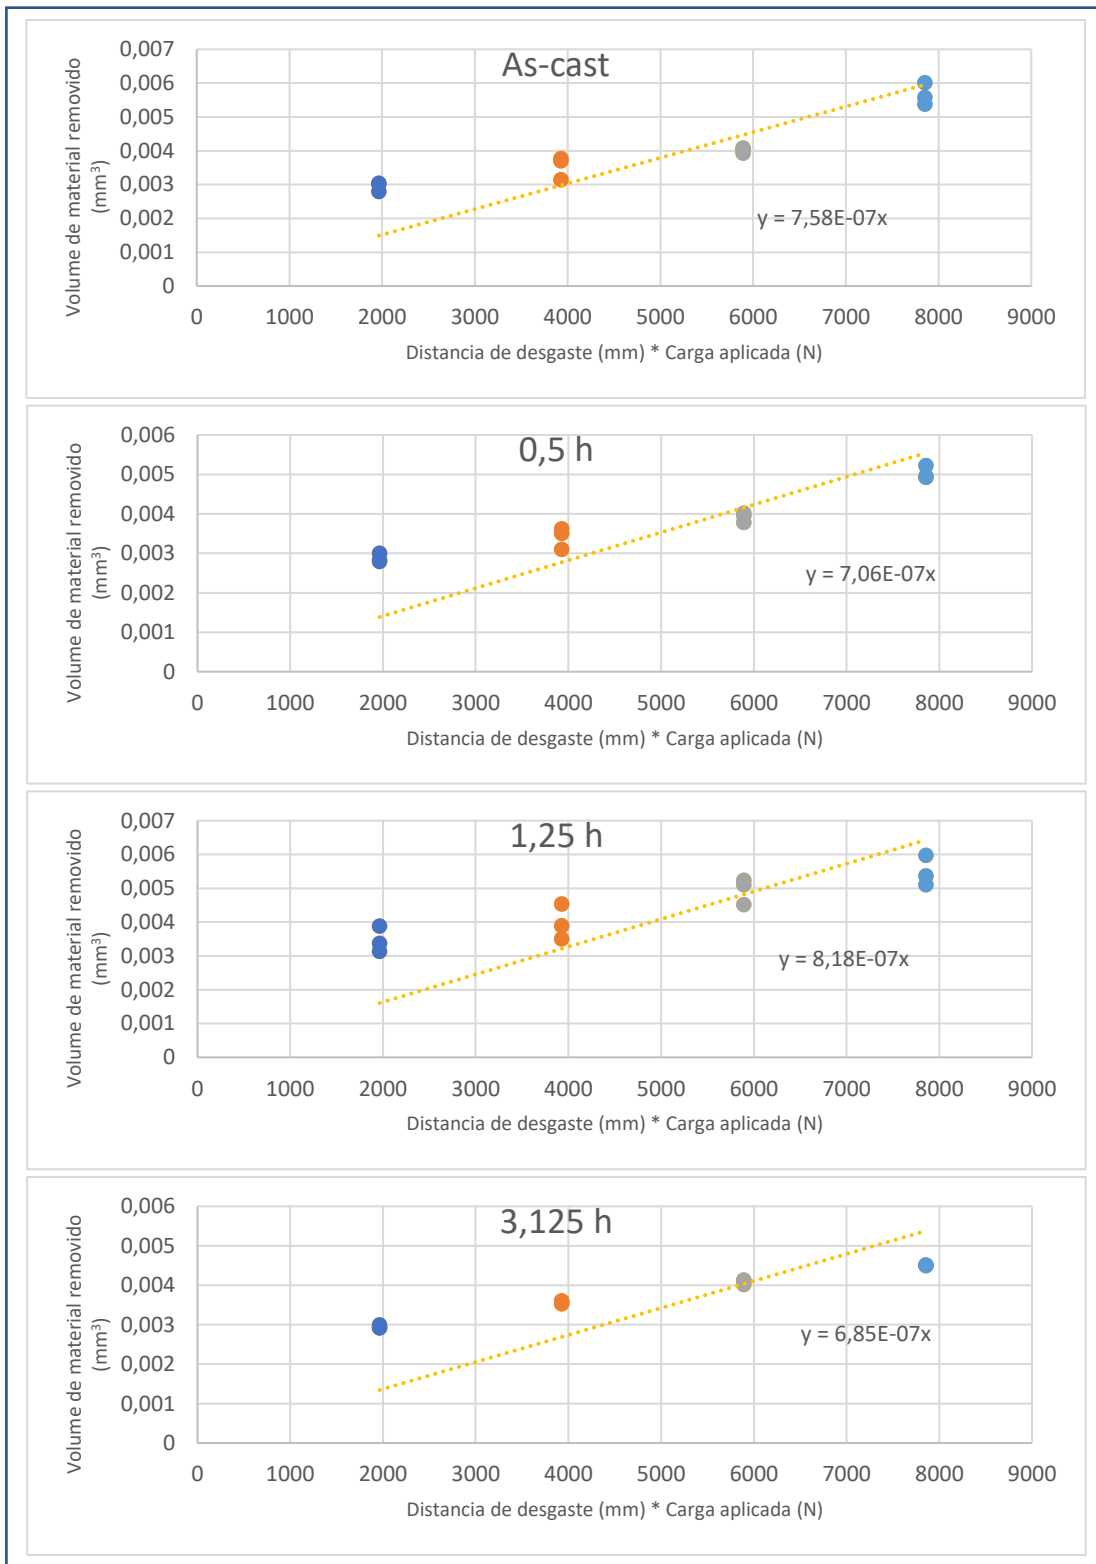 As-cast
Volume de material removido
(mm³)
0,007
0,006
0,005
0,004
0,003
0,002
0,001
0
y = 7,58E-07x
0 1000 2000 3000 4000 5000 6000 7000 8000 9000
Distancia de desgaste (mm) * Carga aplicada (N)
0,5 h
Volume de material removido
(mm³)
0,006
0,005
0,004
0,003
0,002
0,001
0
y = 7,06E-07x
0 1000 2000 3000 4000 5000 6000 7000 8000 9000
Distancia de desgaste (mm) * Carga aplicada (N)
1,25 h
Volume de material removido
(mm³)
0,007
0,006
0,005
0,004
0,003
0,002
0,001
0
y = 8,18E-07x
0 1000 2000 3000 4000 5000 6000 7000 8000 9000
Distancia de desgaste (mm) * Carga aplicada (N)
3,125 h
Volume de material removido
(mm³)
0,006
0,005
0,004
0,003
0,002
0,001
0
y = 6,85E-07x
0 1000 2000 3000 4000 5000 6000 7000 8000 9000
Distancia de desgaste (mm) * Carga aplicada (N)